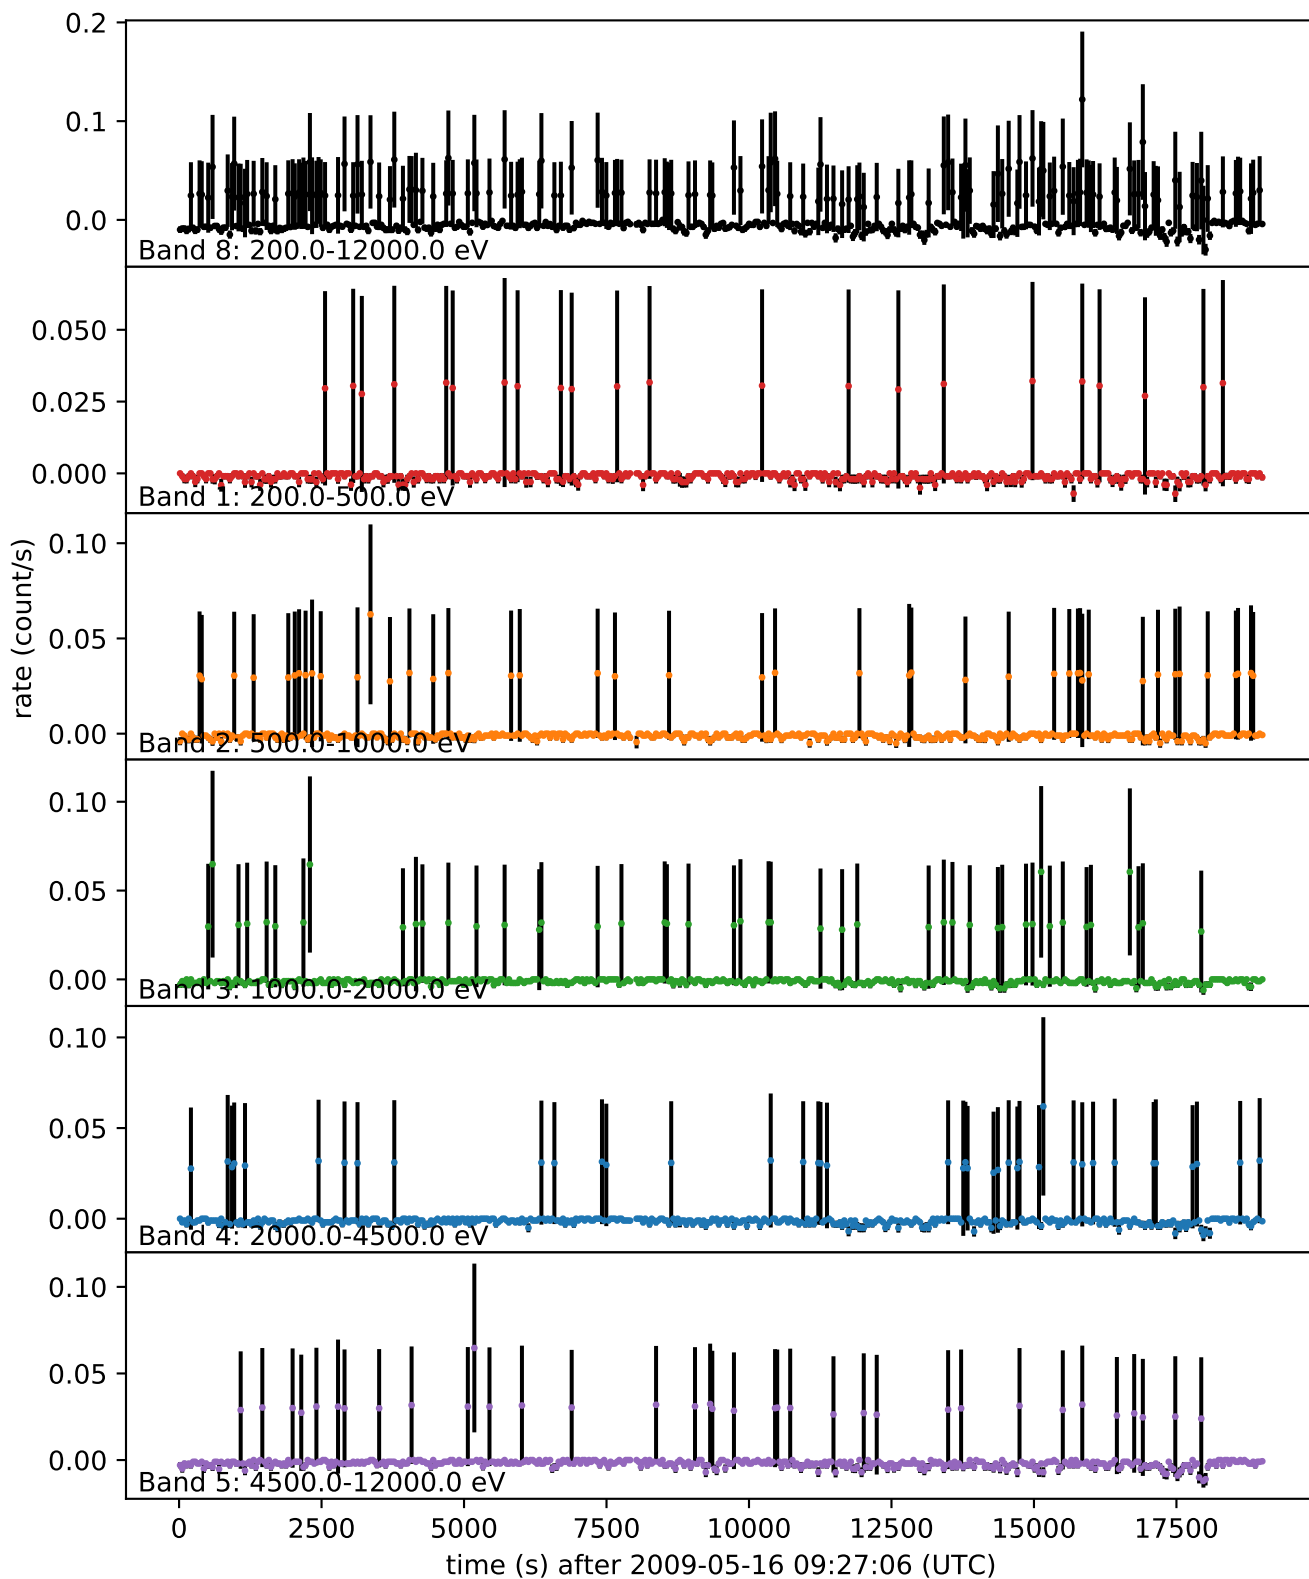 0.2
0.1
0.0
Band 8: 200.0-12000.0 eV
0.050
0.025
0.000
Band 1: 200.0-500.0 eV
rate (count/s)
0.10
0.05
0.00
Band 2: 500.0-1000.0 eV
0.10
0.05
0.00
Band 3: 1000.0-2000.0 eV
0.10
0.05
0.00
Band 4: 2000.0-4500.0 eV
0.10
0.05
0.00
Band 5: 4500.0-12000.0 eV
0 2500 5000 7500 10000 12500 15000 17500
time (s) after 2009-05-16 09:27:06 (UTC)